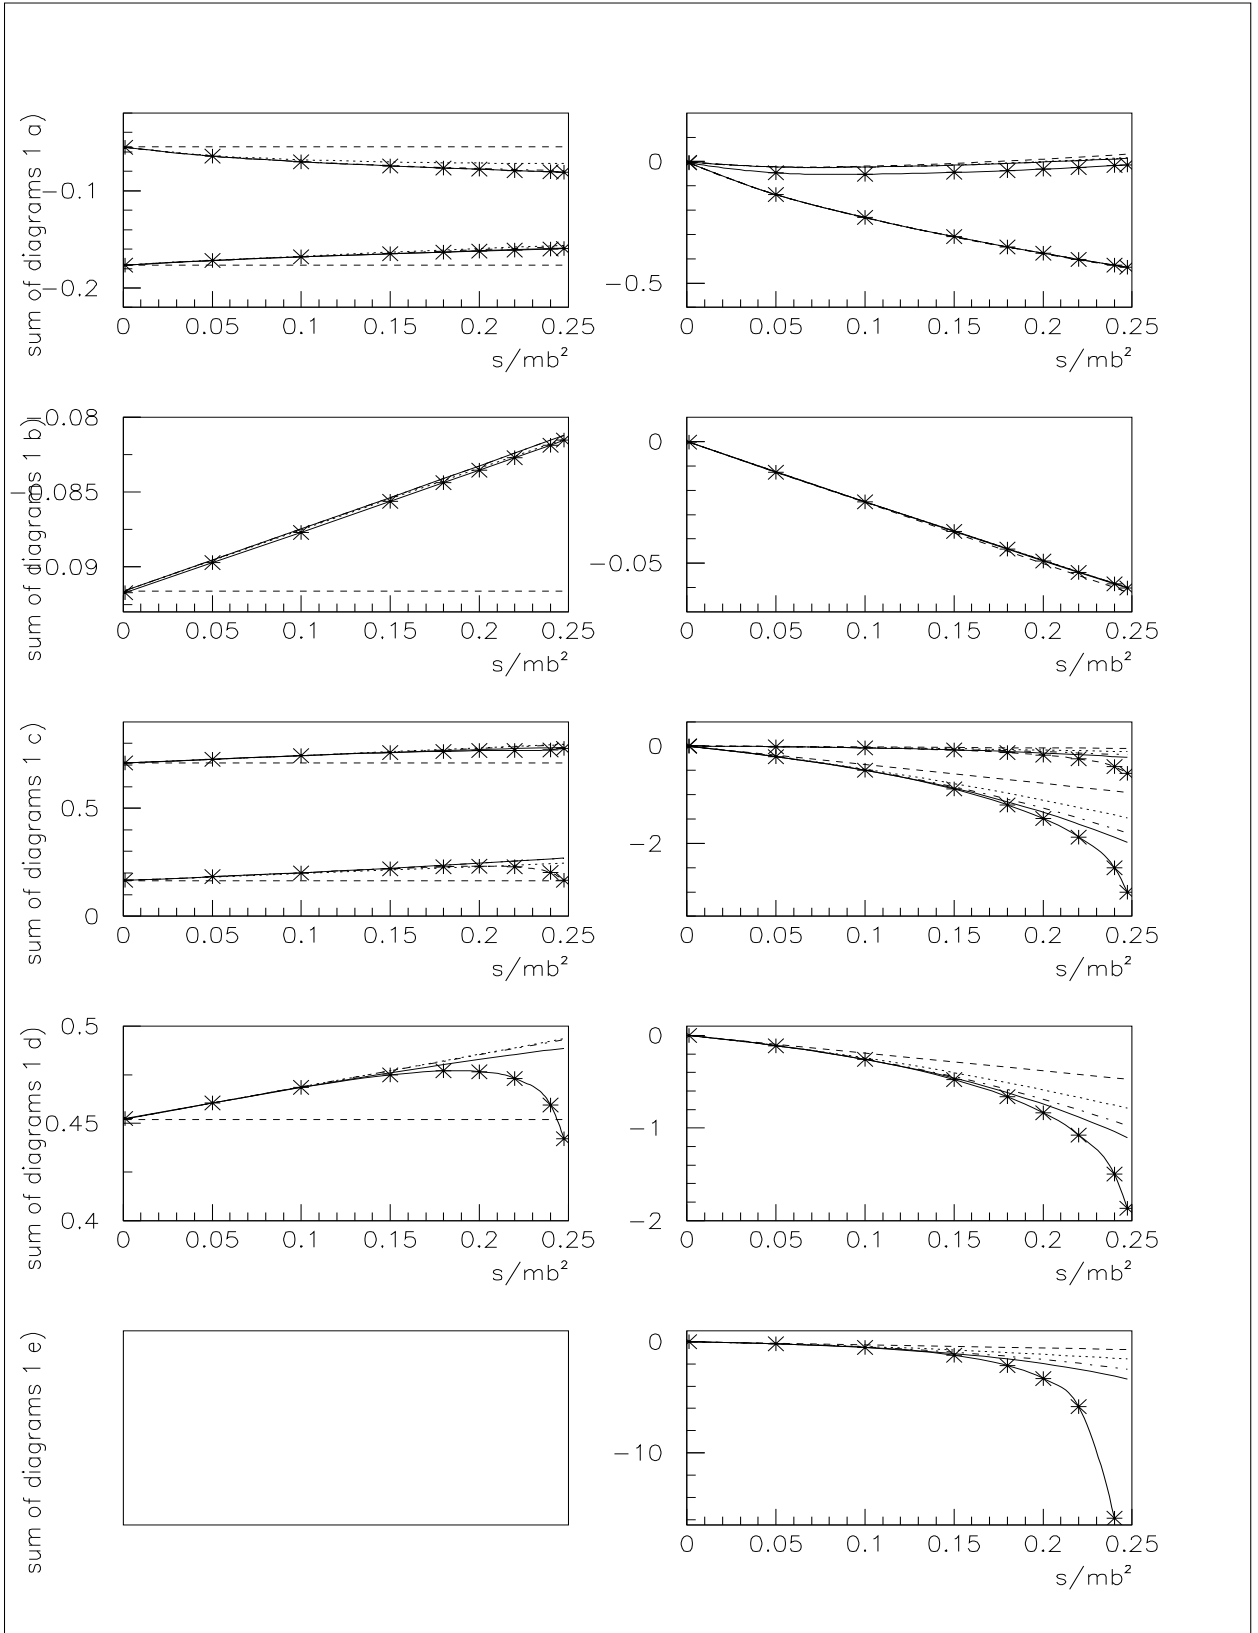 sum of diagrams 1 a)
−0.1
−0.2
0 0.05 0.1 0.15 0.2 0.25
s/mb²
0
−0.5
0 0.05 0.1 0.15 0.2 0.25
s/mb²
sum of diagrams 1 b)
−0.08
−0.085
−0.09
0 0.05 0.1 0.15 0.2 0.25
s/mb²
0
−0.05
0 0.05 0.1 0.15 0.2 0.25
s/mb²
sum of diagrams 1 c)
0.5
0
0 0.05 0.1 0.15 0.2 0.25
s/mb²
0
−2
0 0.05 0.1 0.15 0.2 0.25
s/mb²
sum of diagrams 1 d)
0.5
0.45
0.4
0 0.05 0.1 0.15 0.2 0.25
s/mb²
0
−1
−2
0 0.05 0.1 0.15 0.2 0.25
s/mb²
sum of diagrams 1 e)
0
−10
0 0.05 0.1 0.15 0.2 0.25
s/mb²